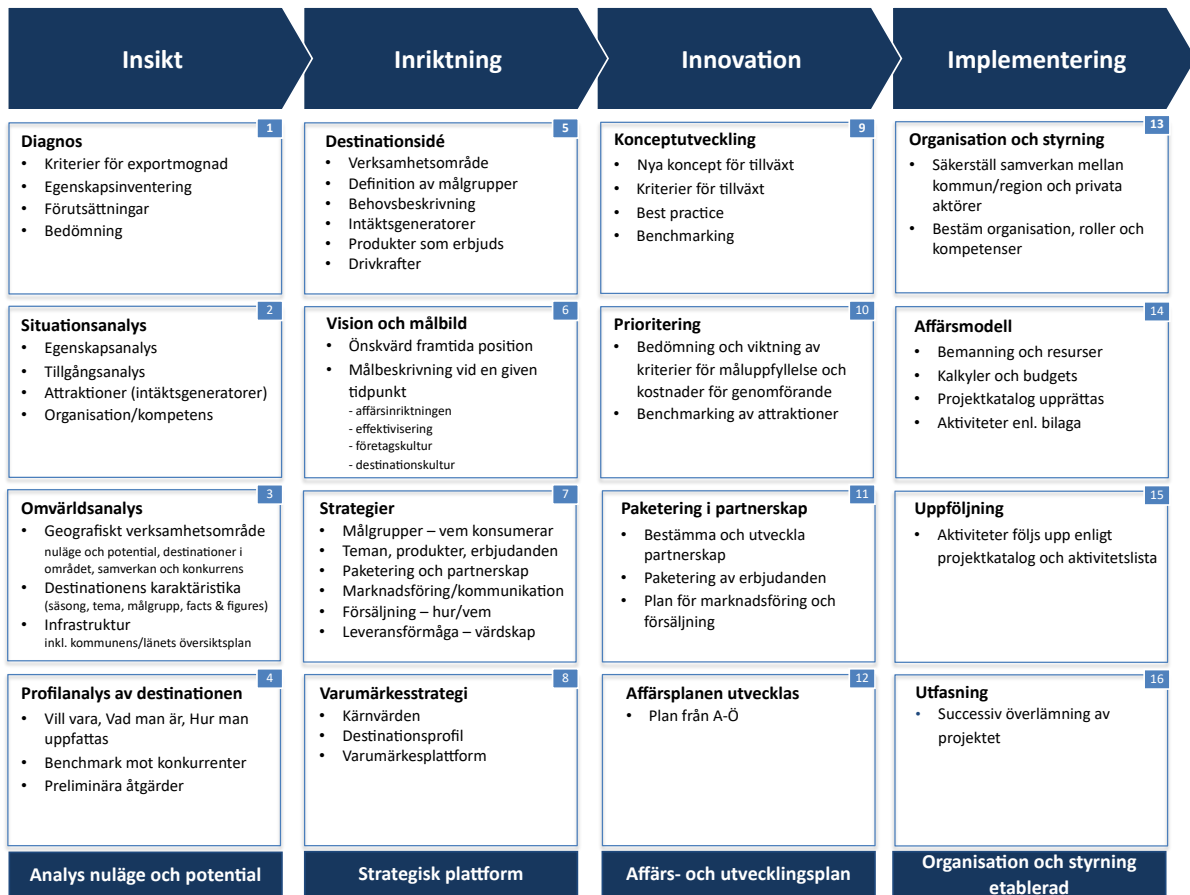 Insikt
Inriktning
Innovation
Implementering
1
Diagnos
• Kriterier för exportmognad
• Egenskapsinventering
• Förutsättningar
• Bedömning
2
Situationsanalys
• Egenskapsanalys
• Tillgångsanalys
• Attraktioner (intäktsgeneratorer)
• Organisation/kompetens
3
Omvärldsanalys
• Geografiskt verksamhetsområde
nuläge och potential, destinationer i
området, samverkan och konkurrens
• Destinationens karaktäristika
(säsong, tema, målgrupp, facts & figures)
• Infrastruktur
inkl. kommunens/länets översiktsplan
4
Profilanalys av destinationen
• Vill vara, Vad man är, Hur man
uppfattas
• Benchmark mot konkurrenter
• Preliminära åtgärder
Analys nuläge och potential
5
Destinationsidé
• Verksamhetsområde
• Definition av målgrupper
• Behovsbeskrivning
• Intäktsgeneratorer
• Produkter som erbjuds
• Drivkrafter
6
Vision och målbild
• Önskvärd framtida position
• Målbeskrivning vid en given
tidpunkt
- affärsinriktningen
- effektivisering
- företagskultur
- destinationskultur
7
Strategier
• Målgrupper – vem konsumerar
• Teman, produkter, erbjudanden
• Paketering och partnerskap
• Marknadsföring/kommunikation
• Försäljning – hur/vem
• Leveransförmåga – värdskap
8
Varumärkesstrategi
• Kärnvärden
• Destinationsprofil
• Varumärkesplattform
Strategisk plattform
9
Konceptutveckling
• Nya koncept för tillväxt
• Kriterier för tillväxt
• Best practice
• Benchmarking
10
Prioritering
• Bedömning och viktning av
kriterier för måluppfyllelse och
kostnader för genomförande
• Benchmarking av attraktioner
11
Paketering i partnerskap
• Bestämma och utveckla
partnerskap
• Paketering av erbjudanden
• Plan för marknadsföring och
försäljning
12
Affärsplanen utvecklas
• Plan från A-Ö
Affärs- och utvecklingsplan
13
Organisation och styrning
• Säkerställ samverkan mellan
kommun/region och privata
aktörer
• Bestäm organisation, roller och
kompetenser
14
Affärsmodell
• Bemanning och resurser
• Kalkyler och budgets
• Projektkatalog upprättas
• Aktiviteter enl. bilaga
15
Uppföljning
• Aktiviteter följs upp enligt
projektkatalog och aktivitetslista
16
Utfasning
• Successiv överlämning av
projektet
Organisation och styrning
etablerad